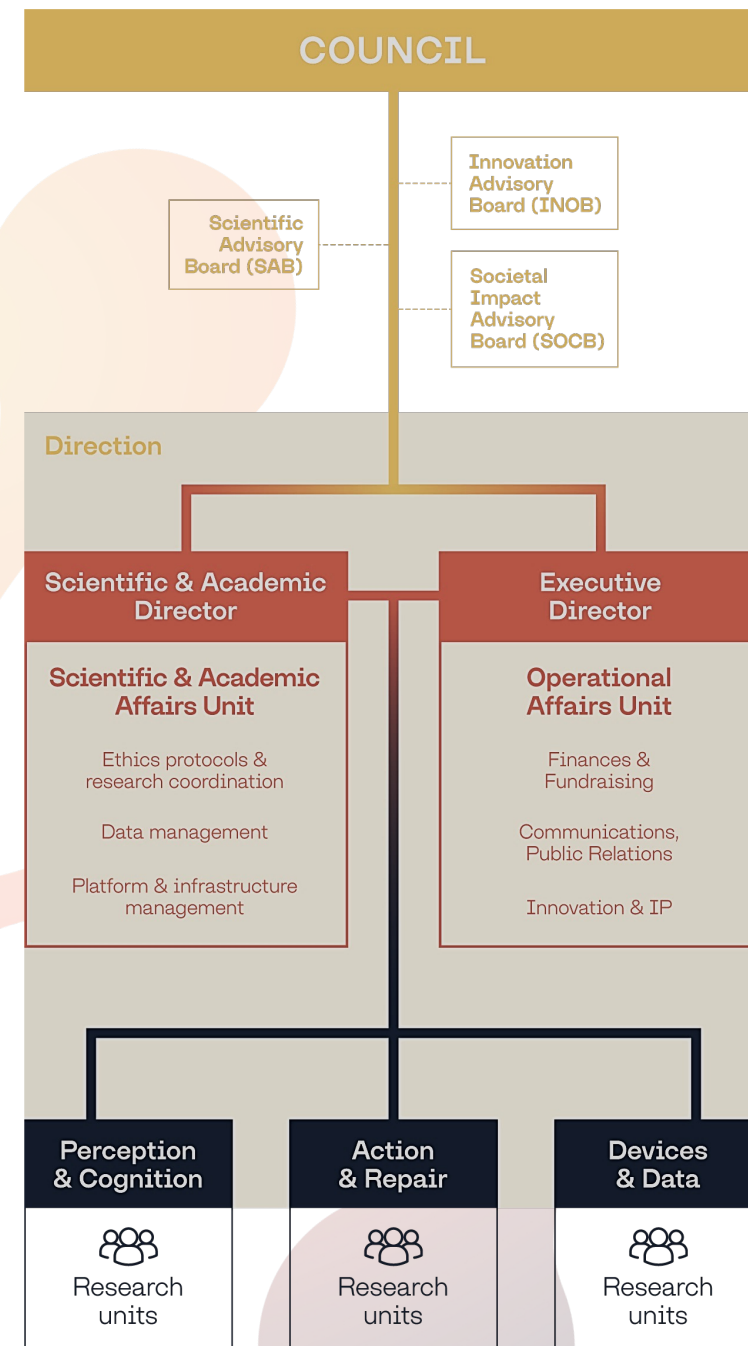 COUNCIL
Innovation
Advisory
Board (INOB)
Scientific
Advisory
Board (SAB)
Societal
Impact
Advisory
Board (SOCB)
Direction
Scientific & Academic
Director
Executive
Director
Scientific & Academic
Affairs Unit
Ethics protocols &
research coordination
Data management
Platform & infrastructure
management
Operational
Affairs Unit
Finances &
Fundraising
Communications,
Public Relations
Innovation & IP
Perception
& Cognition
Action
& Repair
Devices
& Data
Research
units
Research
units
Research
units